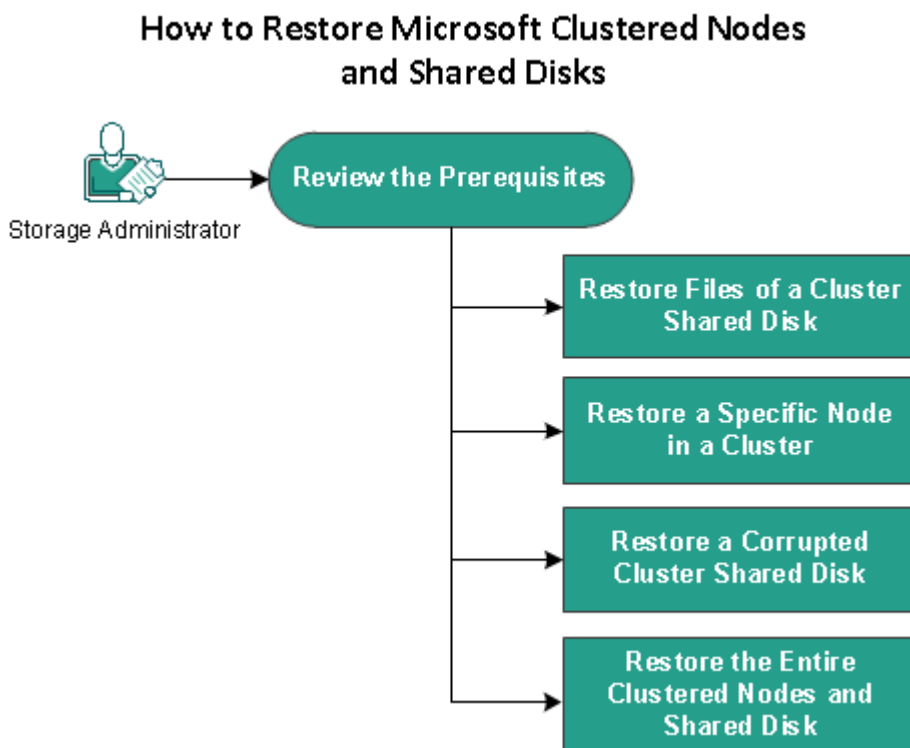 How to Restore Microsoft Clustered Nodes
and Shared Disks
Review the Prerequisites
Storage Administrator
Restore Files of a Cluster
Shared Disk
Restore a Specific Node
in a Cluster
Restore a Corrupted
Cluster Shared Disk
Restore the Entire
Clustered Nodes and
Shared Disk